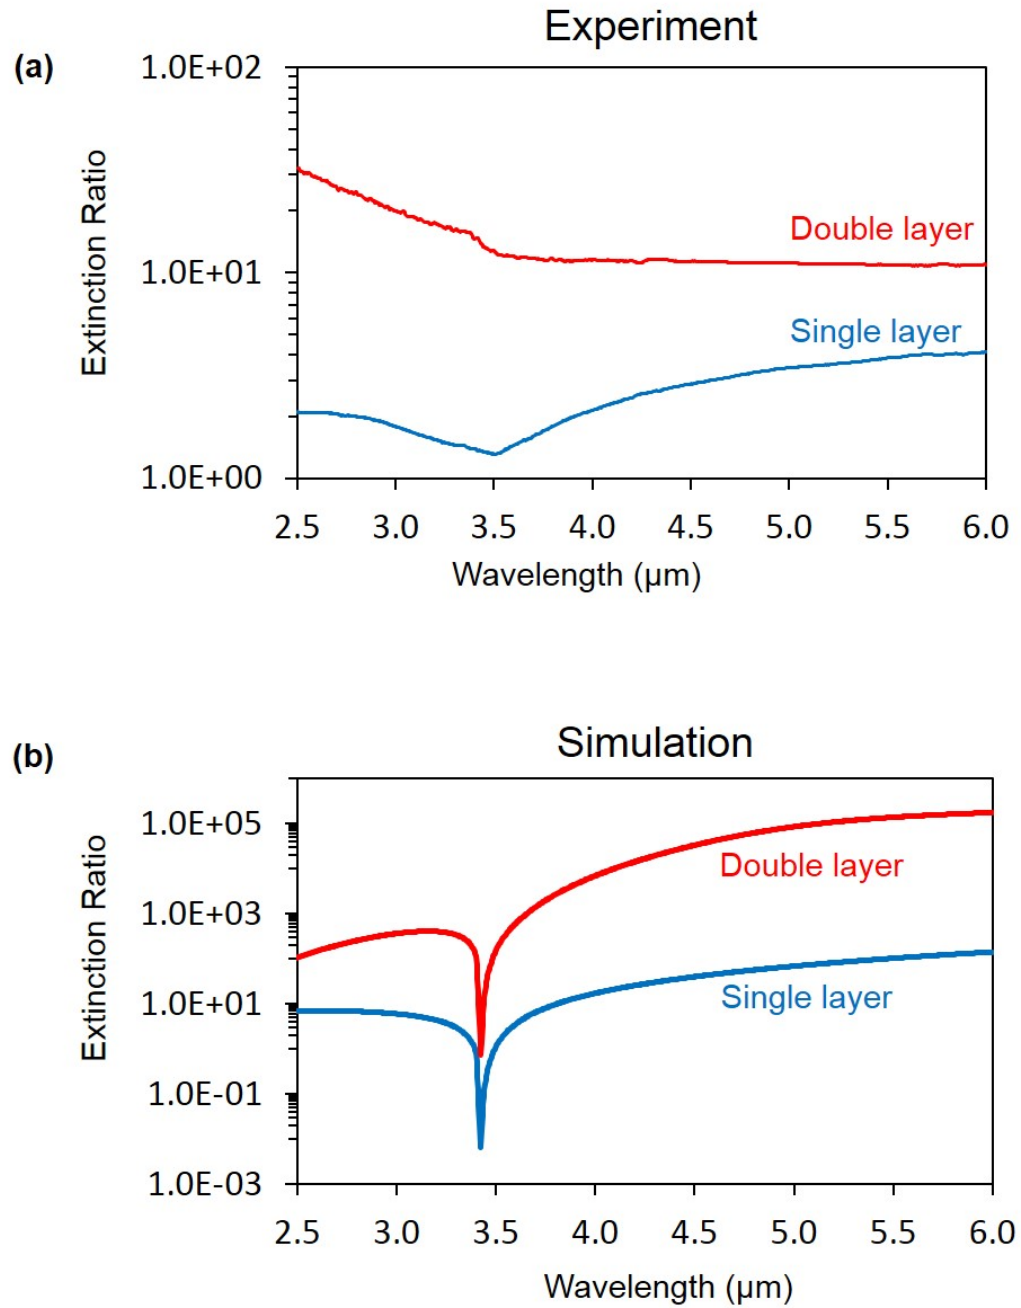 Experiment
(a)
1.0E+02
Extinction Ratio
Double layer
1.0E+01
Single layer
1.0E+00
2.5 3.0 3.5 4.0 4.5 5.0 5.5 6.0
Wavelength (μm)
Simulation
(b)
1.0E+05
Double layer
1.0E+03
Extinction Ratio
Single layer
1.0E+01
1.0E-01
1.0E-03
2.5 3.0 3.5 4.0 4.5 5.0 5.5 6.0
Wavelength (μm)